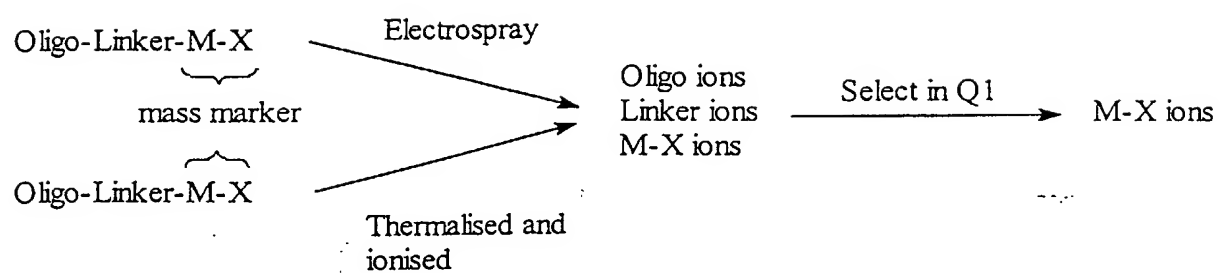 Oligo-Linker-M-X
Electrospray
mass marker
Oligo-Linker-M-X
Thermalised and
ionised
Oligo ions
Linker ions
M-X ions
Select in Q1
M-X ions